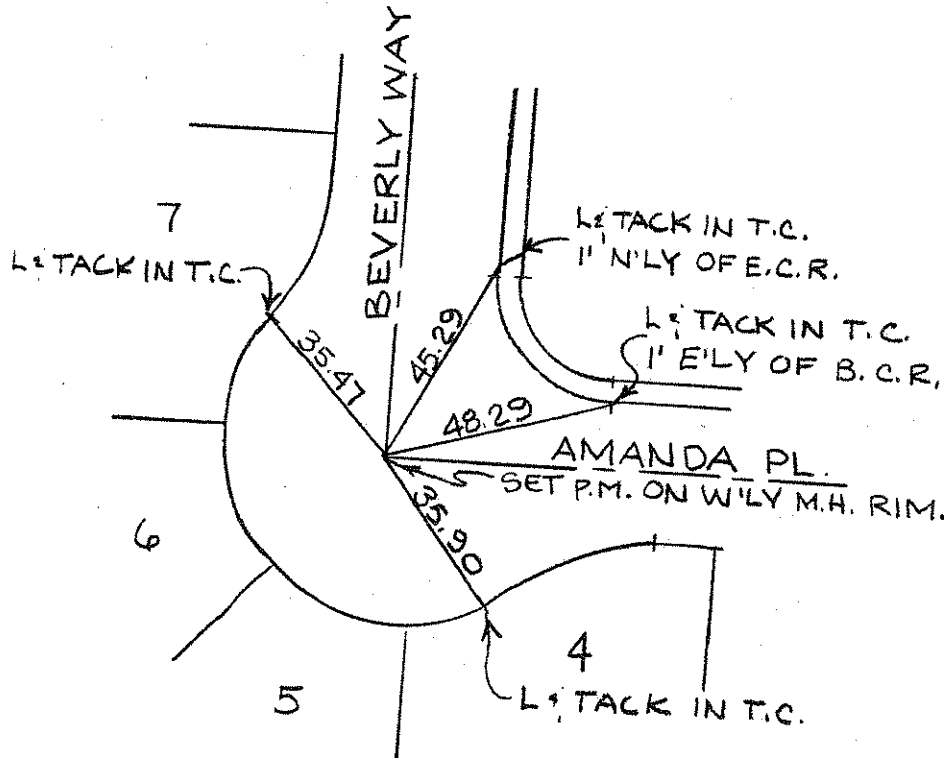 BEVERLY WAY
7
L & TACK IN T.C.
L & TACK IN T.C.
1' N'LY OF E.C.R.
L & TACK IN T.C.
1' E'LY OF B.C.R.
35.47
45.29
48.29
AMANDA PL.
SET P.M. ON W'LY M.H. RIM.
35.90
6
5
4
L & TACK IN T.C.